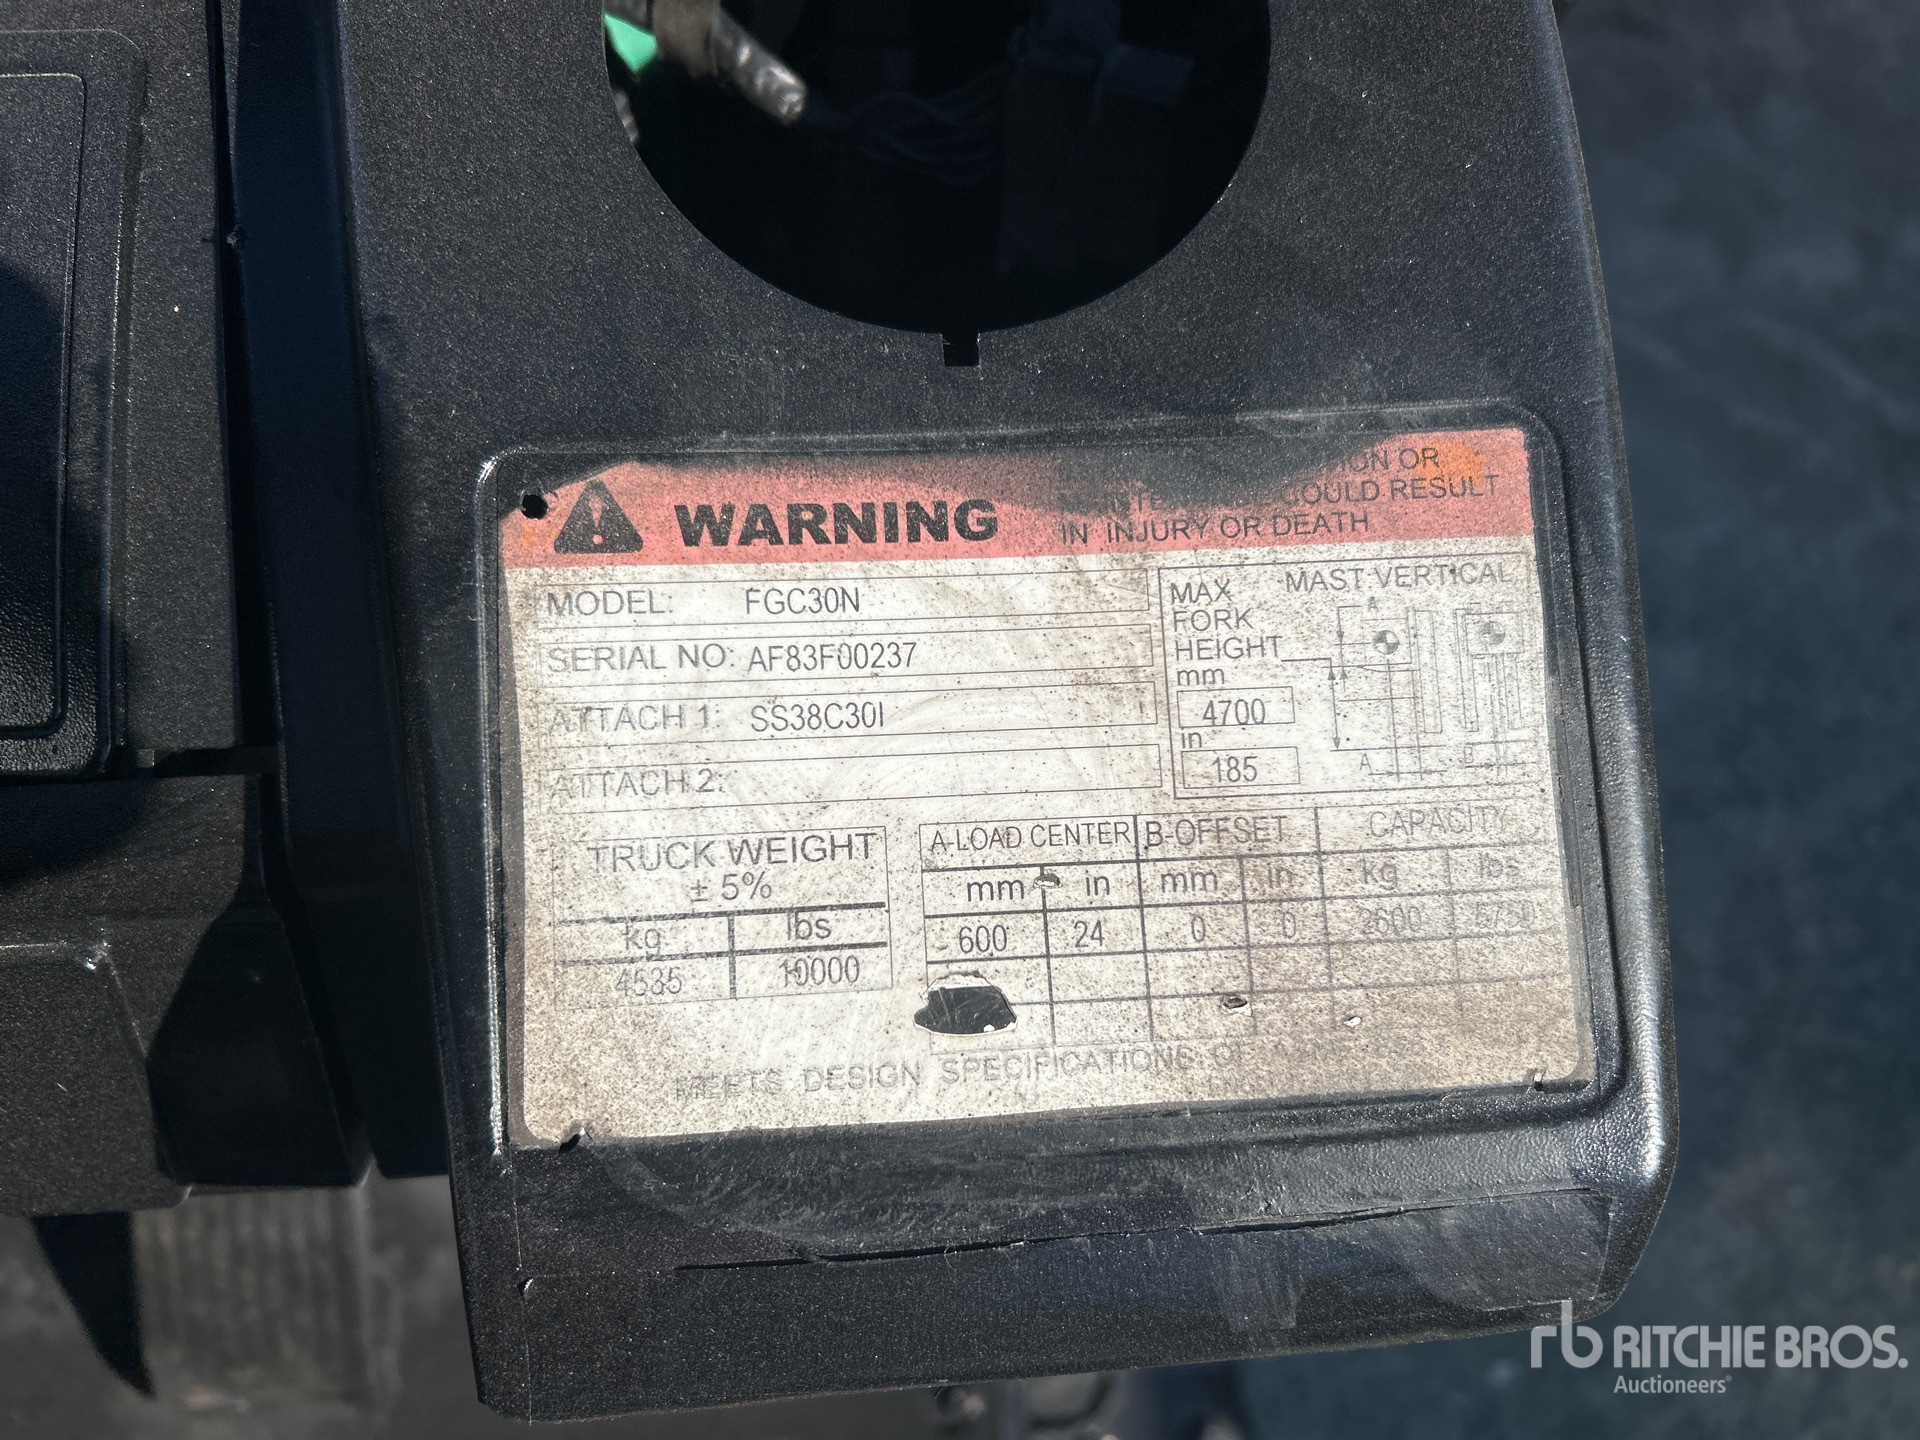 ION OR
COULD RESULT
WARNING IN INJURY OR DEATH
MODEL: FGC30N
SERIAL NO: AF83F00237
ATTACH 1: SS38C30I
ATTACH 2:
MAX MAST VERTICAL
FORK
HEIGHT
mm
4700
in
185
A
A
B
TRUCK WEIGHT
± 5%
kg lbs
4535 10000
A-LOAD CENTER B-OFFSET CAPACITY
mm in mm in kg lbs
600 24 0 0 2600
MEETS DESIGN SPECIFICATIONS OF
rb RITCHIE BROS.
Auctioneers